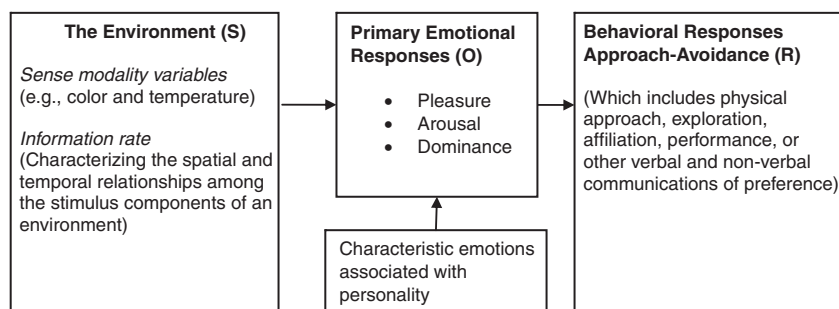 The Environment (S)
Sense modality variables
(e.g., color and temperature)
Information rate
(Characterizing the spatial and
temporal relationships among
the stimulus components of an
environment)
Primary Emotional
Responses (O)
• Pleasure
• Arousal
• Dominance
Characteristic emotions
associated with
personality
Behavioral Responses
Approach-Avoidance (R)
(Which includes physical
approach, exploration,
affiliation, performance, or
other verbal and non-verbal
communications of preference)